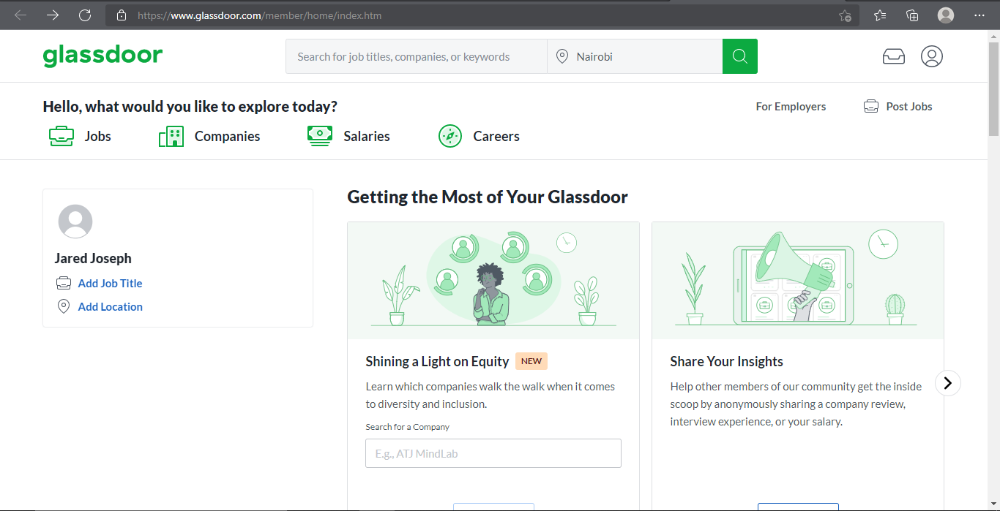 https://www.glassdoor.com/member/home/index.htm
glassdoor
Search for job titles, companies, or keywords
Nairobi
Hello, what would you like to explore today?
For Employers
Post Jobs
Jobs
Companies
Salaries
Careers
Jared Joseph
Add Job Title
Add Location
Getting the Most of Your Glassdoor
Shining a Light on Equity NEW
Learn which companies walk the walk when it comes
to diversity and inclusion.
Search for a Company
E.g., ATJ MindLab
Share Your Insights
Help other members of our community get the inside
scoop by anonymously sharing a company review,
interview experience, or your salary.